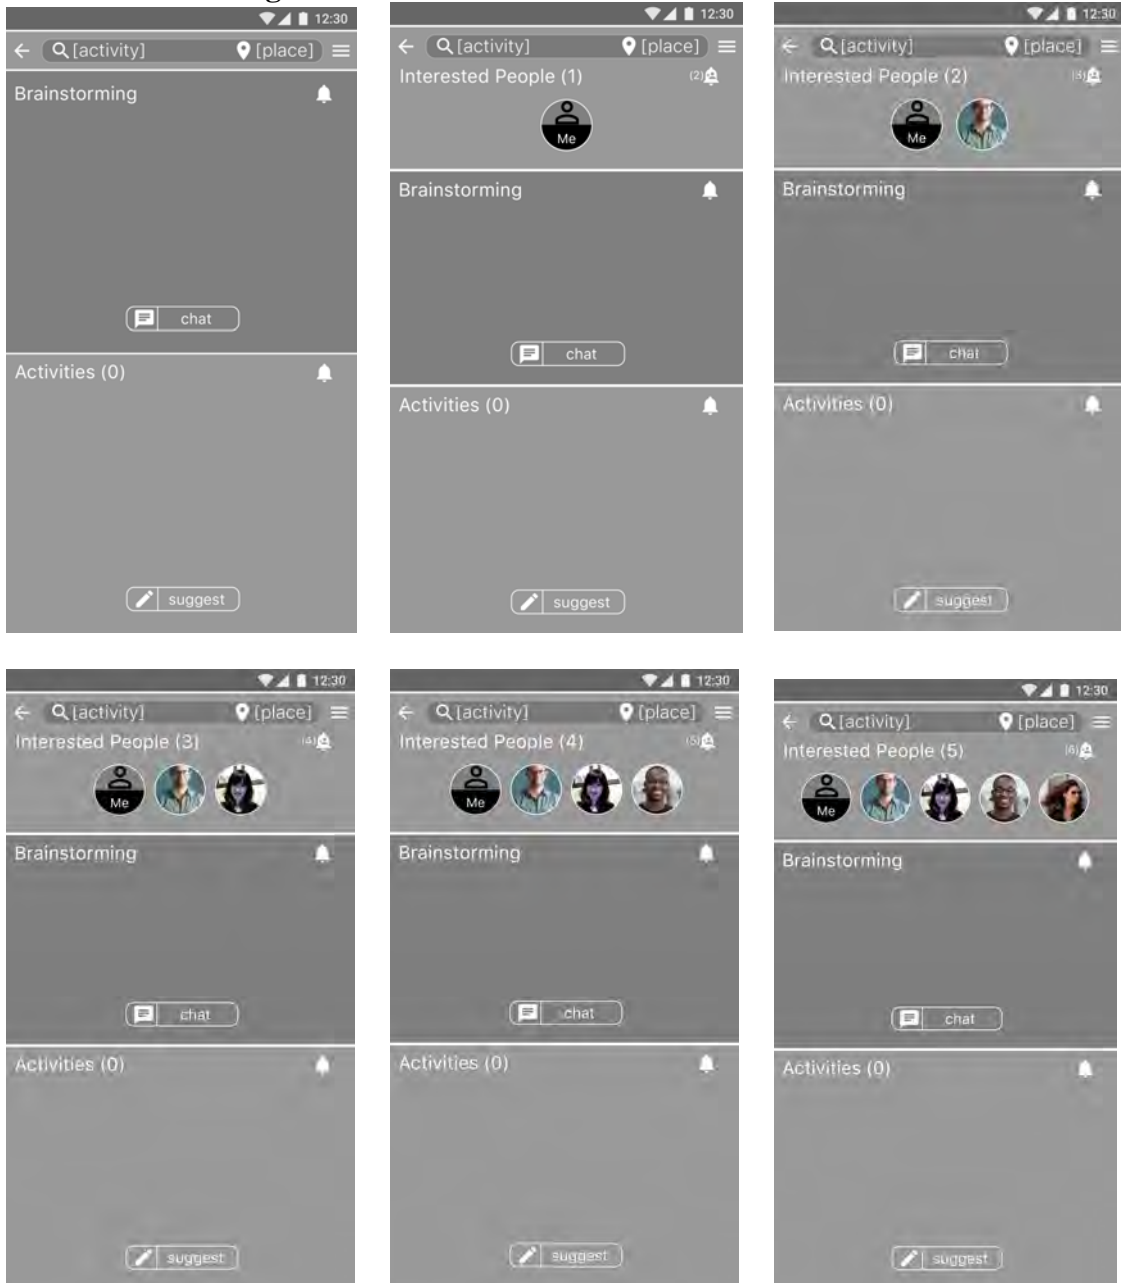 12:30
[activity] [place]
Brainstorming
chat
Activities (0)
suggest
12:30
[activity] [place]
Interested People (1) (2)
Me
Brainstorming
chat
Activities (0)
suggest
12:30
[activity] [place]
Interested People (2) (3)
Me
Brainstorming
chat
Activities (0)
suggest
12:30
[activity] [place]
Interested People (3) (4)
Me
Brainstorming
chat
Activities (0)
suggest
12:30
[activity] [place]
Interested People (4) (5)
Me
Brainstorming
chat
Activities (0)
suggest
12:30
[activity] [place]
Interested People (5) (6)
Me
Brainstorming
chat
Activities (0)
suggest